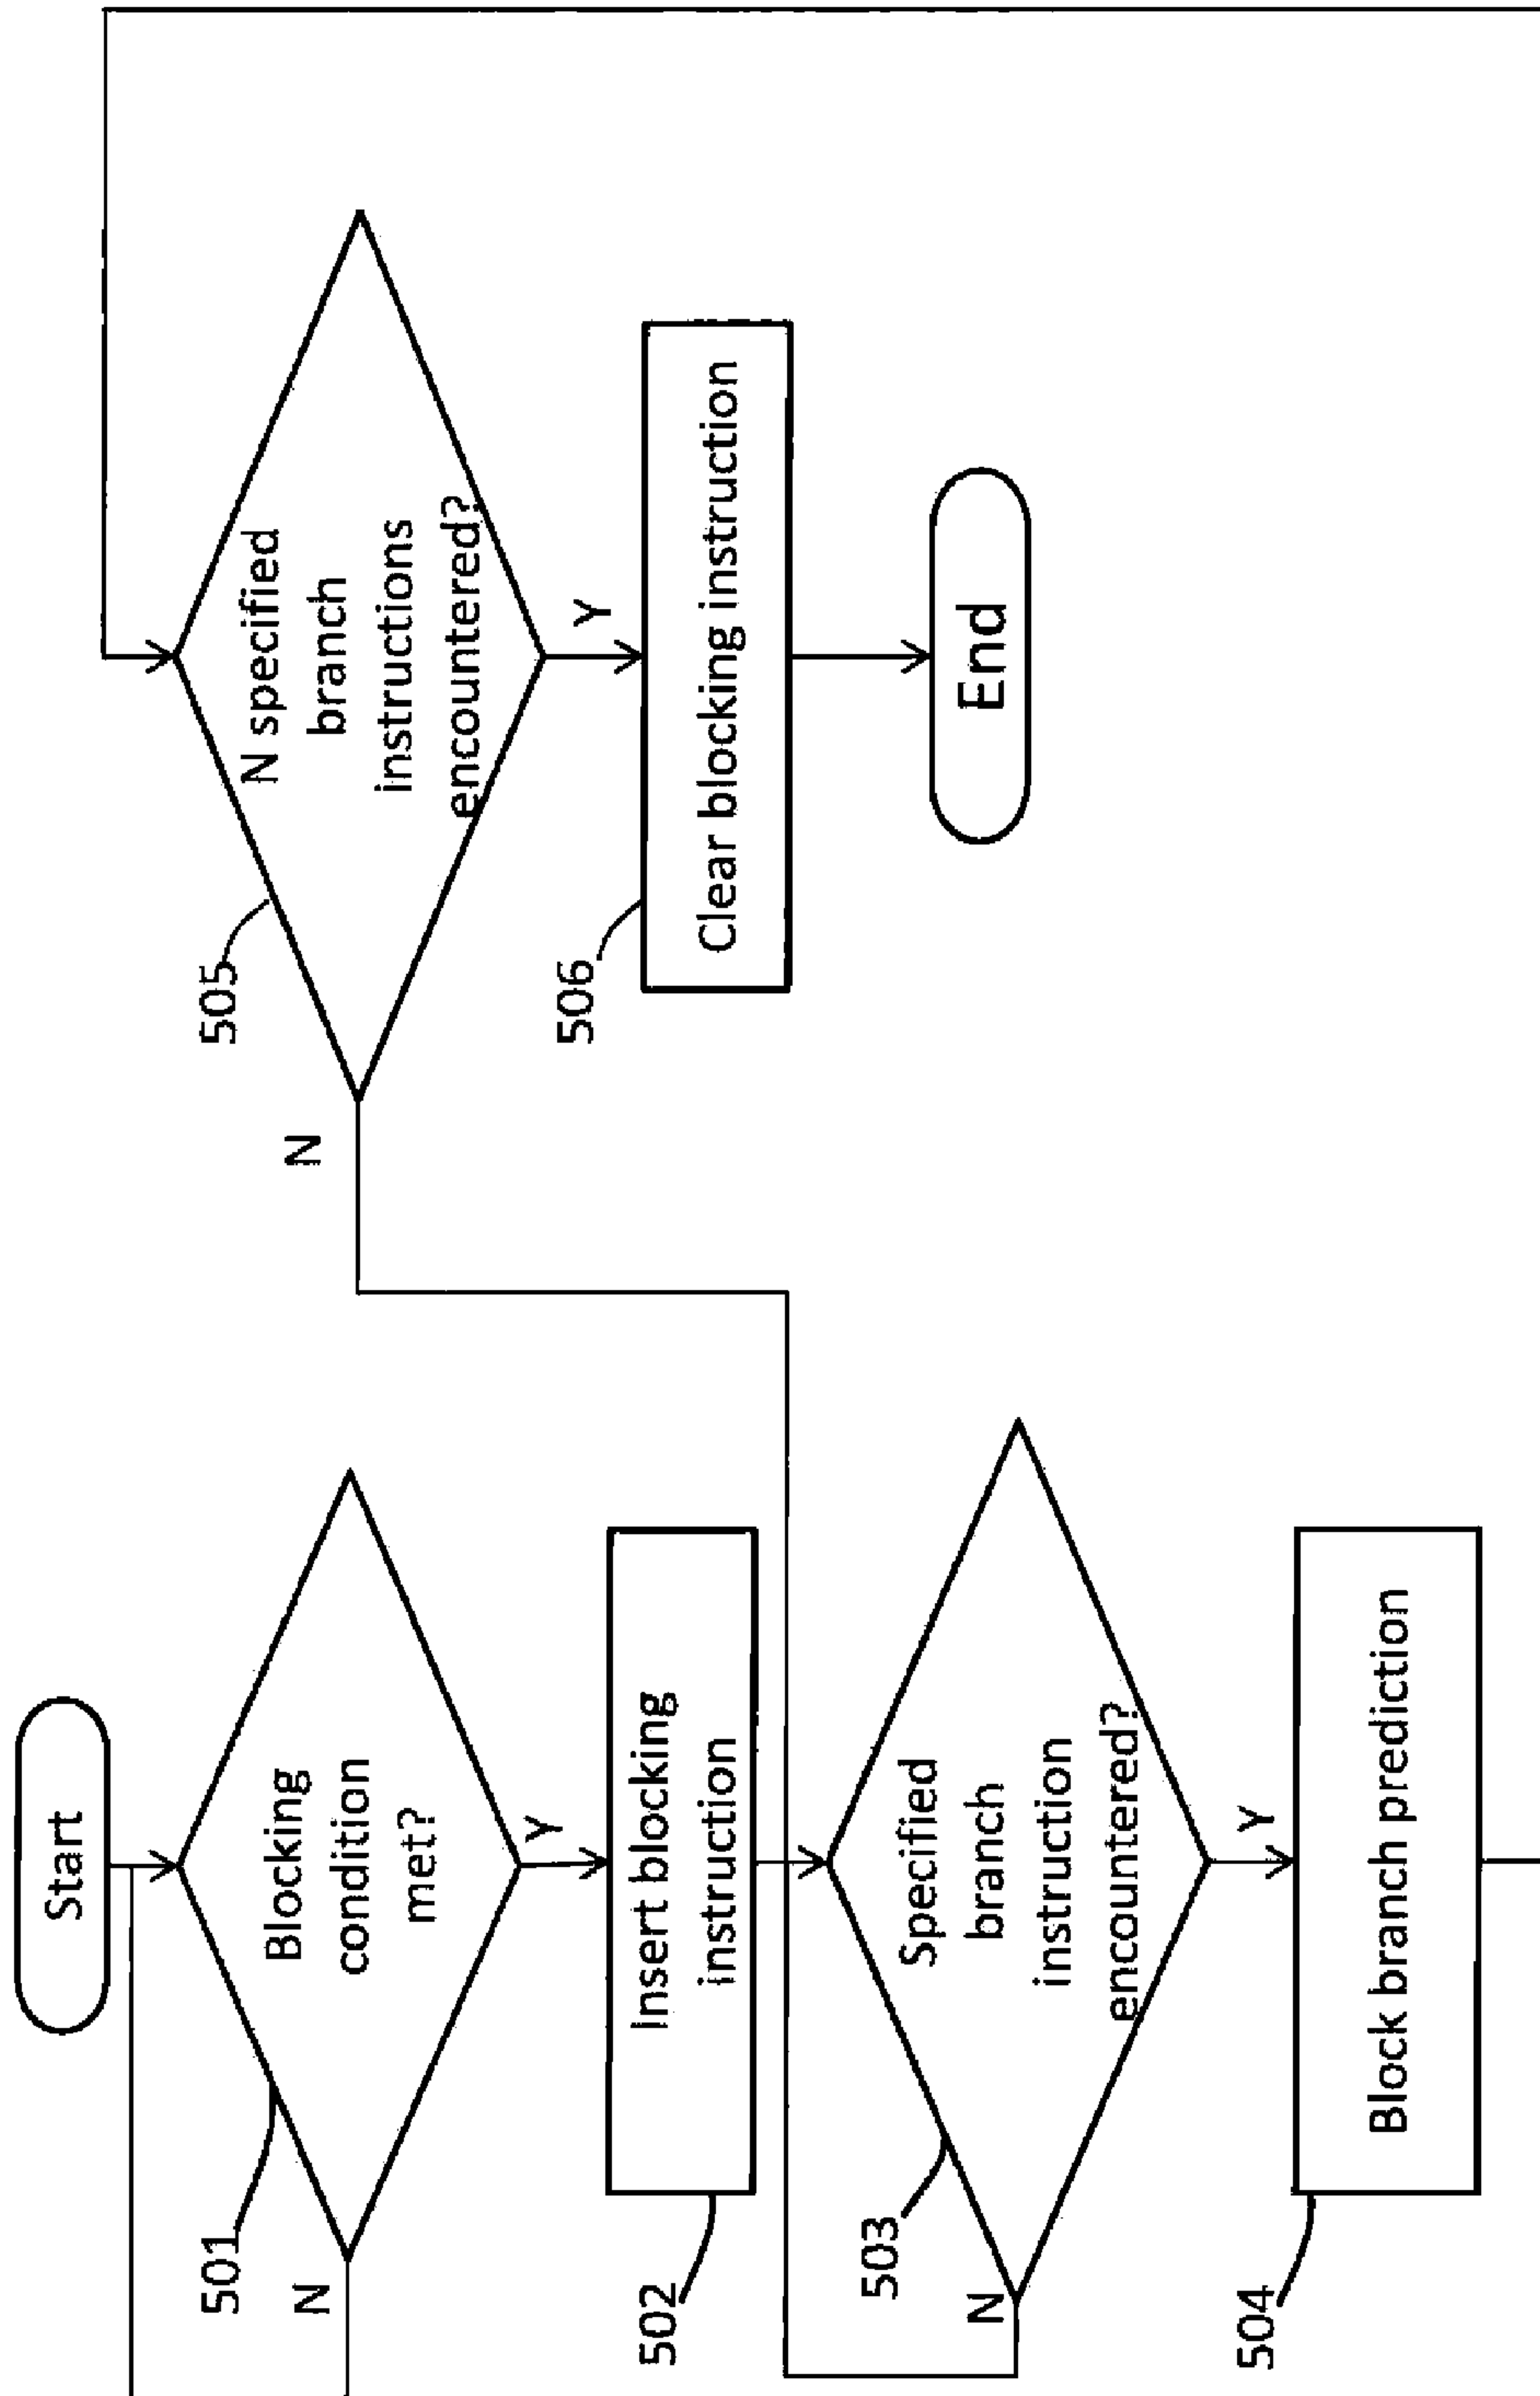 Start
501
Blocking
condition
met?
N
Y
502
Insert blocking
instruction
503
Specified
branch
instruction
encountered?
N
Y
504
Block branch prediction
505
N specified
branch
instructions
encountered?
N
Y
506
Clear blocking instruction
End